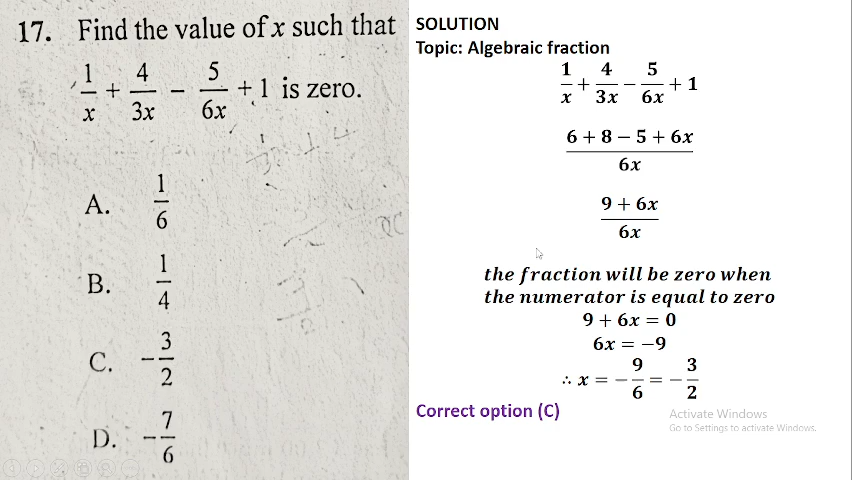 17. Find the value of x such that
1/x + 4/3x − 5/6x + 1 is zero.
A. 1/6
B. 1/4
C. −3/2
D. −7/6
SOLUTION
Topic: Algebraic fraction
1/x + 4/3x − 5/6x + 1
6 + 8 − 5 + 6x
6x
9 + 6x
6x
the fraction will be zero when
the numerator is equal to zero
9 + 6x = 0
6x = −9
∴ x = −9/6 = −3/2
Correct option (C)
Activate Windows
Go to Settings to activate Windows.